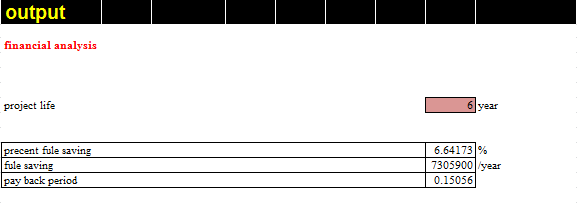 output
financial analysis
project life 6 year
precent fule saving 6.64173 %
fule saving 7305900 /year
pay back period 0.15056